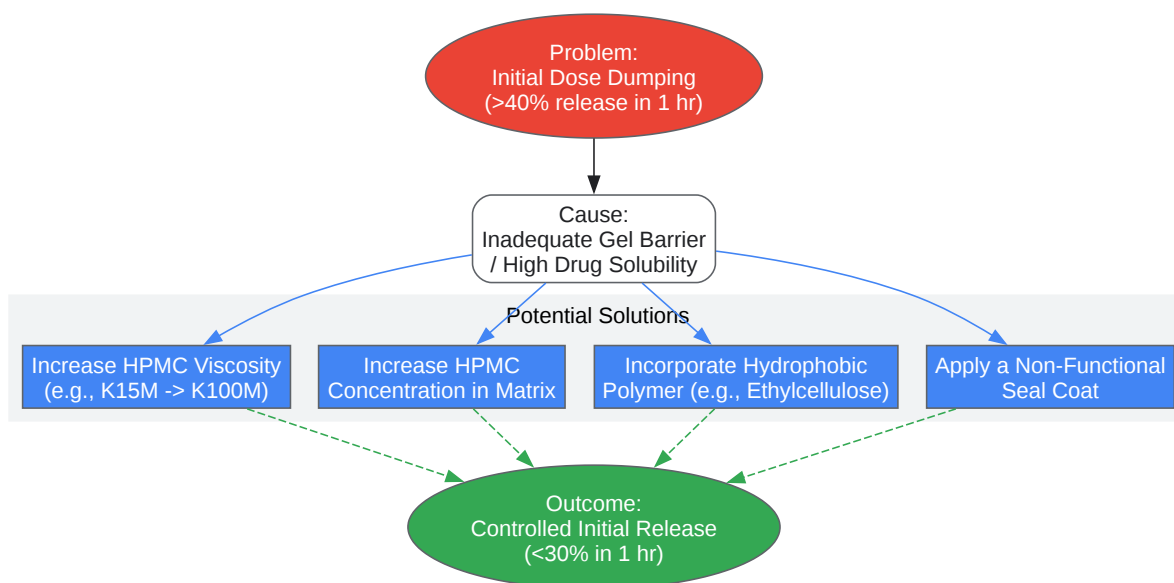 Problem:
Initial Dose Dumping
(>40% release in 1 hr)
Cause:
Inadequate Gel Barrier
/ High Drug Solubility
Potential Solutions
Increase HPMC Viscosity
(e.g., K15M -> K100M)
Increase HPMC
Concentration in Matrix
Incorporate Hydrophobic
Polymer (e.g., Ethylcellulose)
Apply a Non-Functional
Seal Coat
Outcome:
Controlled Initial Release
(<30% in 1 hr)